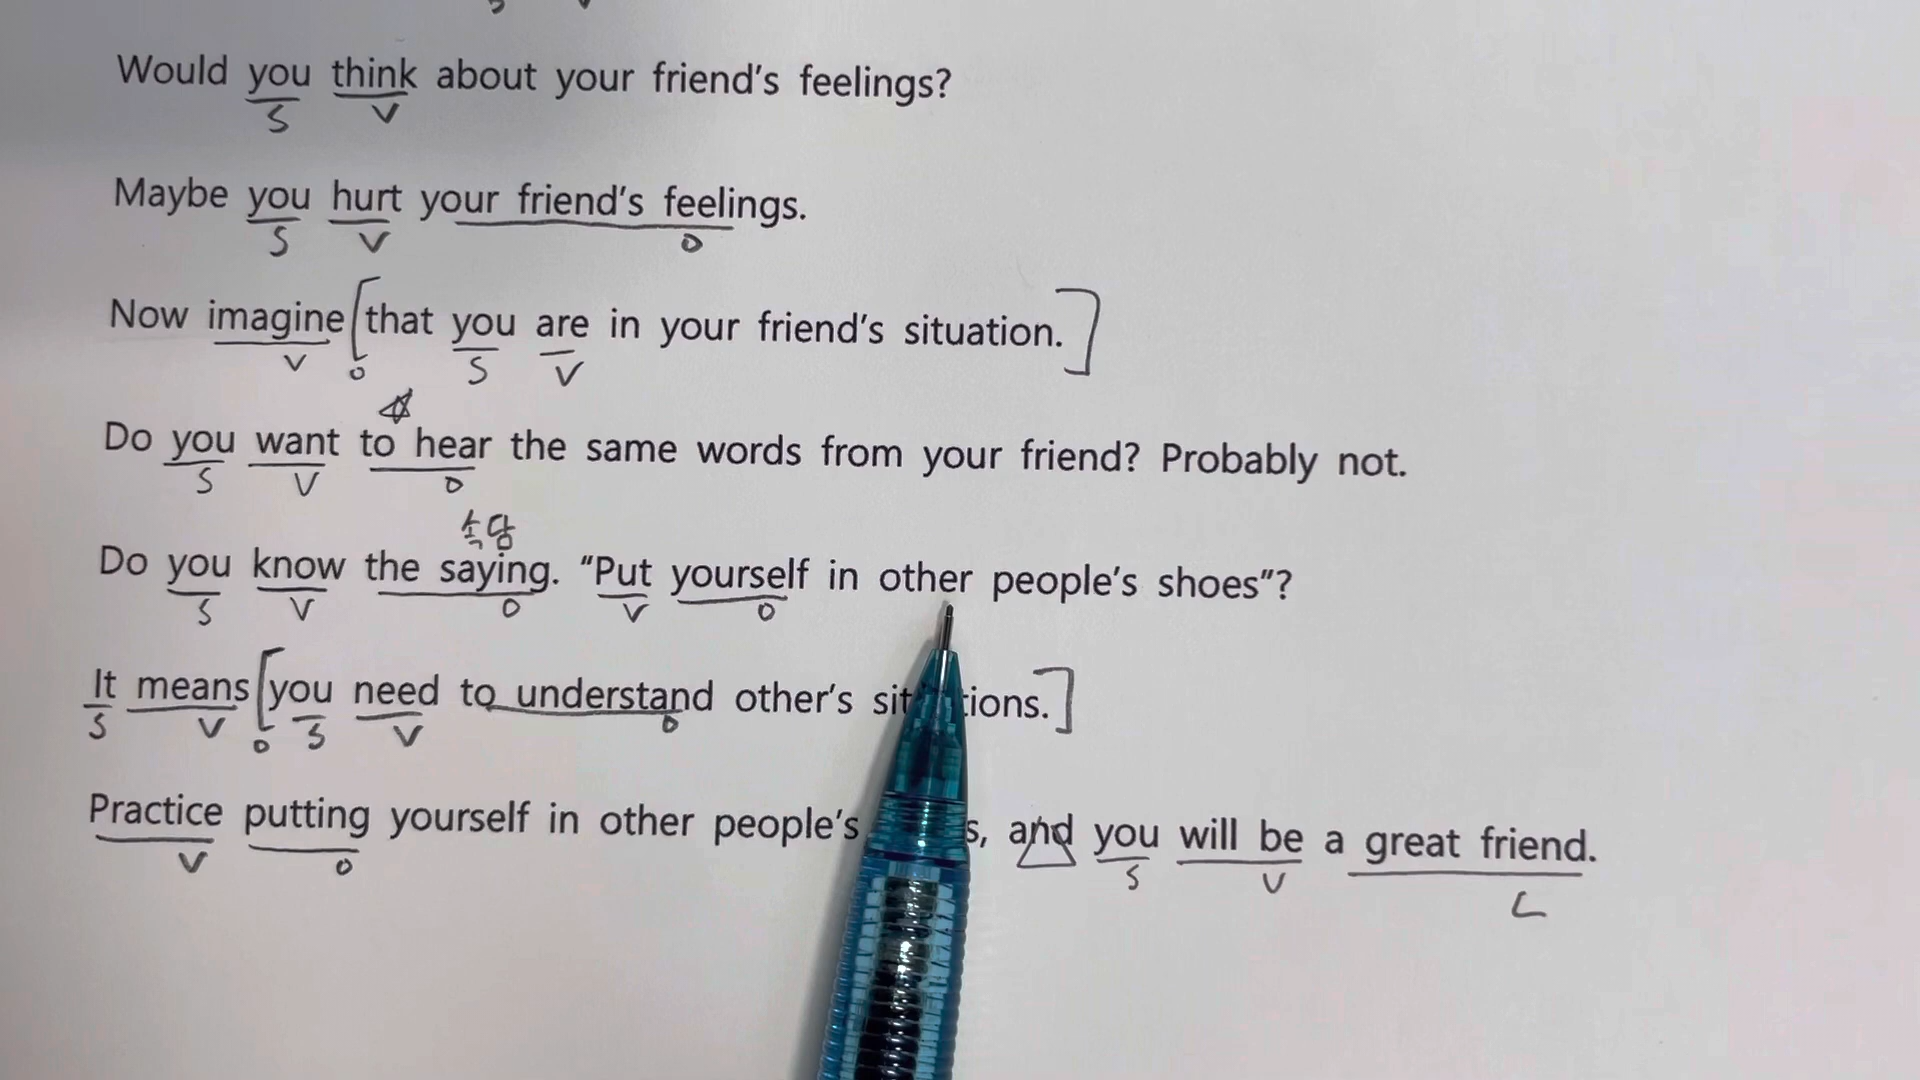 Would you think about your friend's feelings?
S V
Maybe you hurt your friend's feelings.
S V O
Now imagine [that you are in your friend's situation.]
V O S V
Do you want to hear the same words from your friend? Probably not.
S V O
속담
Do you know the saying. "Put yourself in other people's shoes"?
S V O V O
It means [you need to understand other's
S V O S V O
Practice putting yourself in other people's and you will be a great friend.
V O S V C